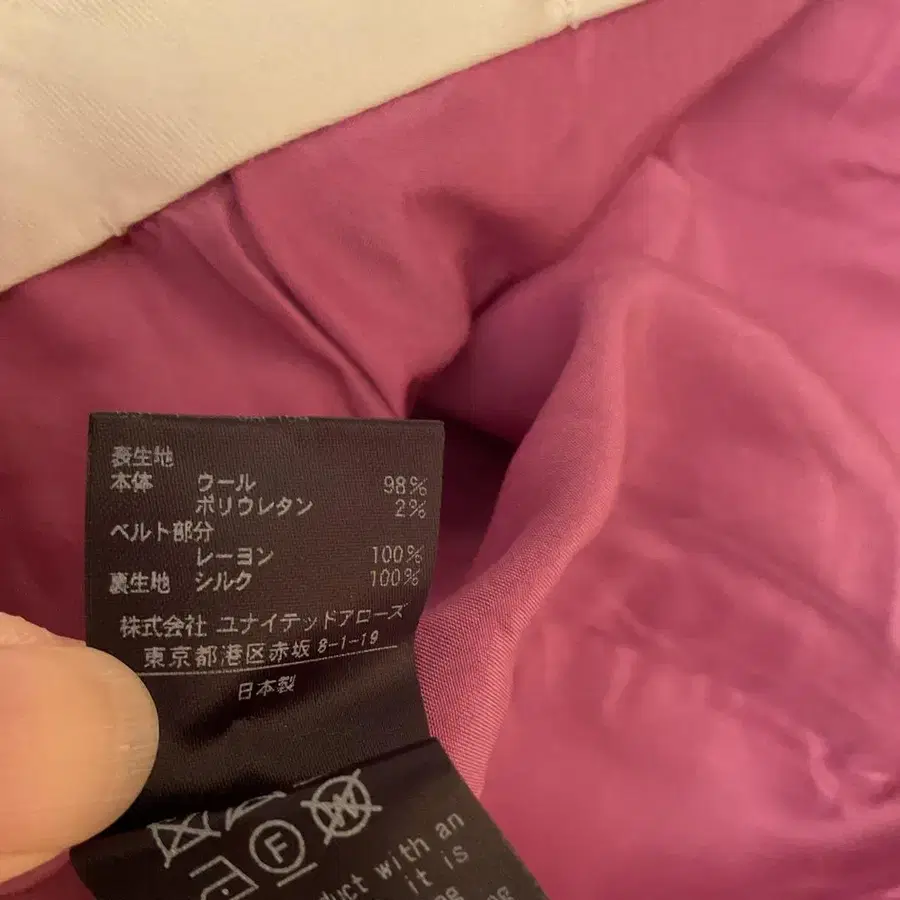 表生地
本体 ウール 98%
ポリウレタン 2%
ベルト部分
レーヨン 100%
裏生地 シルク 100%
株式会社 ユナイテッドアローズ
東京都港区赤坂 8-1-19
日本製
W
F
with an
it is